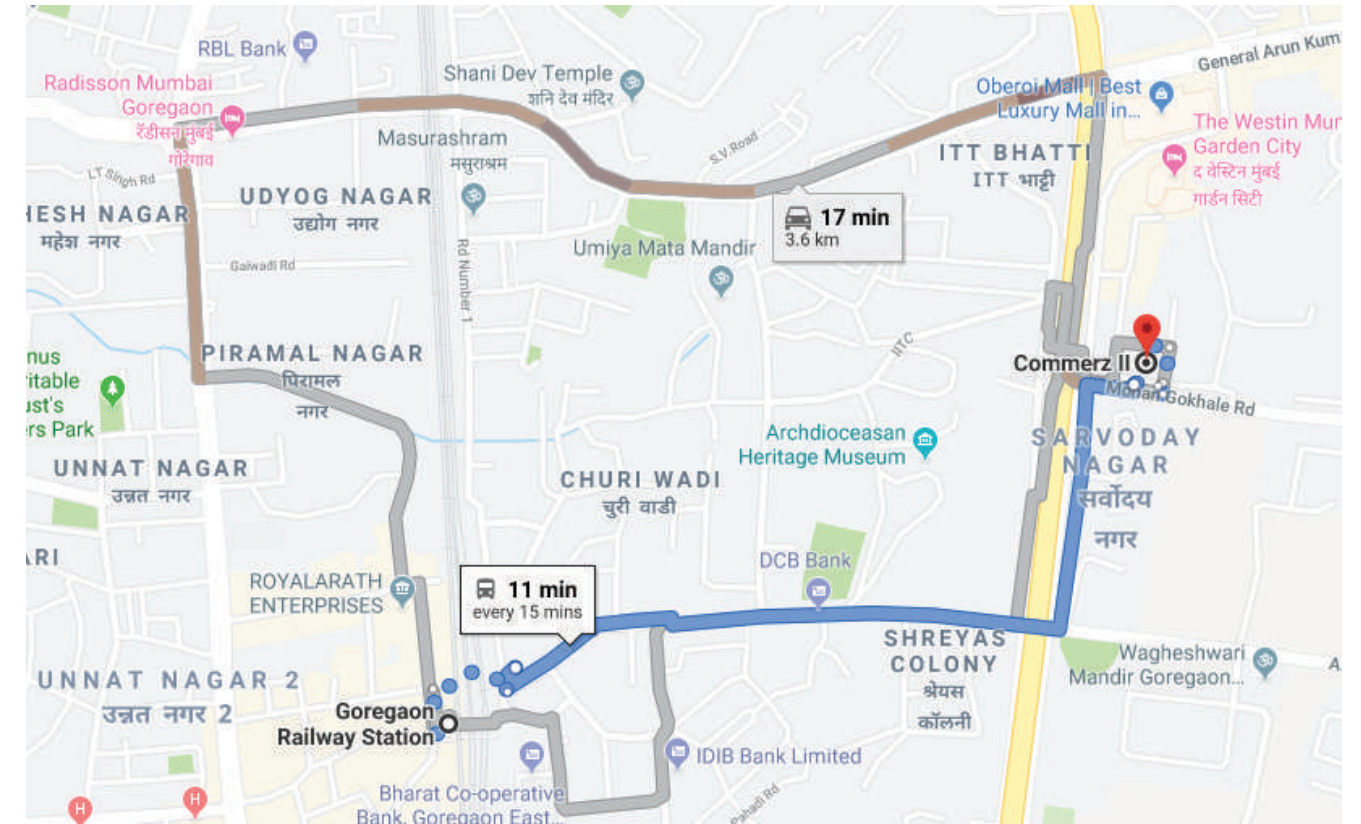 RBL Bank
General Arun Kum
Shani Dev Temple
शनि देव मंदिर
Radisson Mumbai
Goregaon
रॅडीसन मुंबई
गोरेगाव
Oberoi Mall | Best
Luxury Mall in...
The Westin Mun
Garden City
द वेस्टिन मुंबई
गार्डन सिटी
Masurashram
मसुराश्रम
S.V.Road
ITT BHATTI
ITT भाट्टी
LT Singh Rd
UDYOG NAGAR
उद्योग नगर
HESH NAGAR
महेश नगर
17 min
3.6 km
Umiya Mata Mandir
Gaiwadi Rd
Rd Number 1
IITC
PIRAMAL NAGAR
पिरामल
नगर
nus
ritable
ust's
ers Park
Commerz II
Mohan Gokhale Rd
Archdioceasan
Heritage Museum
SARVODAY
NAGAR
सर्वोदय
नगर
UNNAT NAGAR
उन्नत नगर
CHURI WADI
चुरी वाडी
ARI
DCB Bank
ROYALARATH
ENTERPRISES
11 min
every 15 mins
SHREYAS
COLONY
श्रेयस
कॉलनी
Wagheshwari
Mandir Goregaon...
A.
UNNAT NAGAR 2
उन्नत नगर 2
Goregaon
Railway Station
IDIB Bank Limited
Bharat Co-operative
Bank, Goregaon East...
Pahadi Rd
H
H